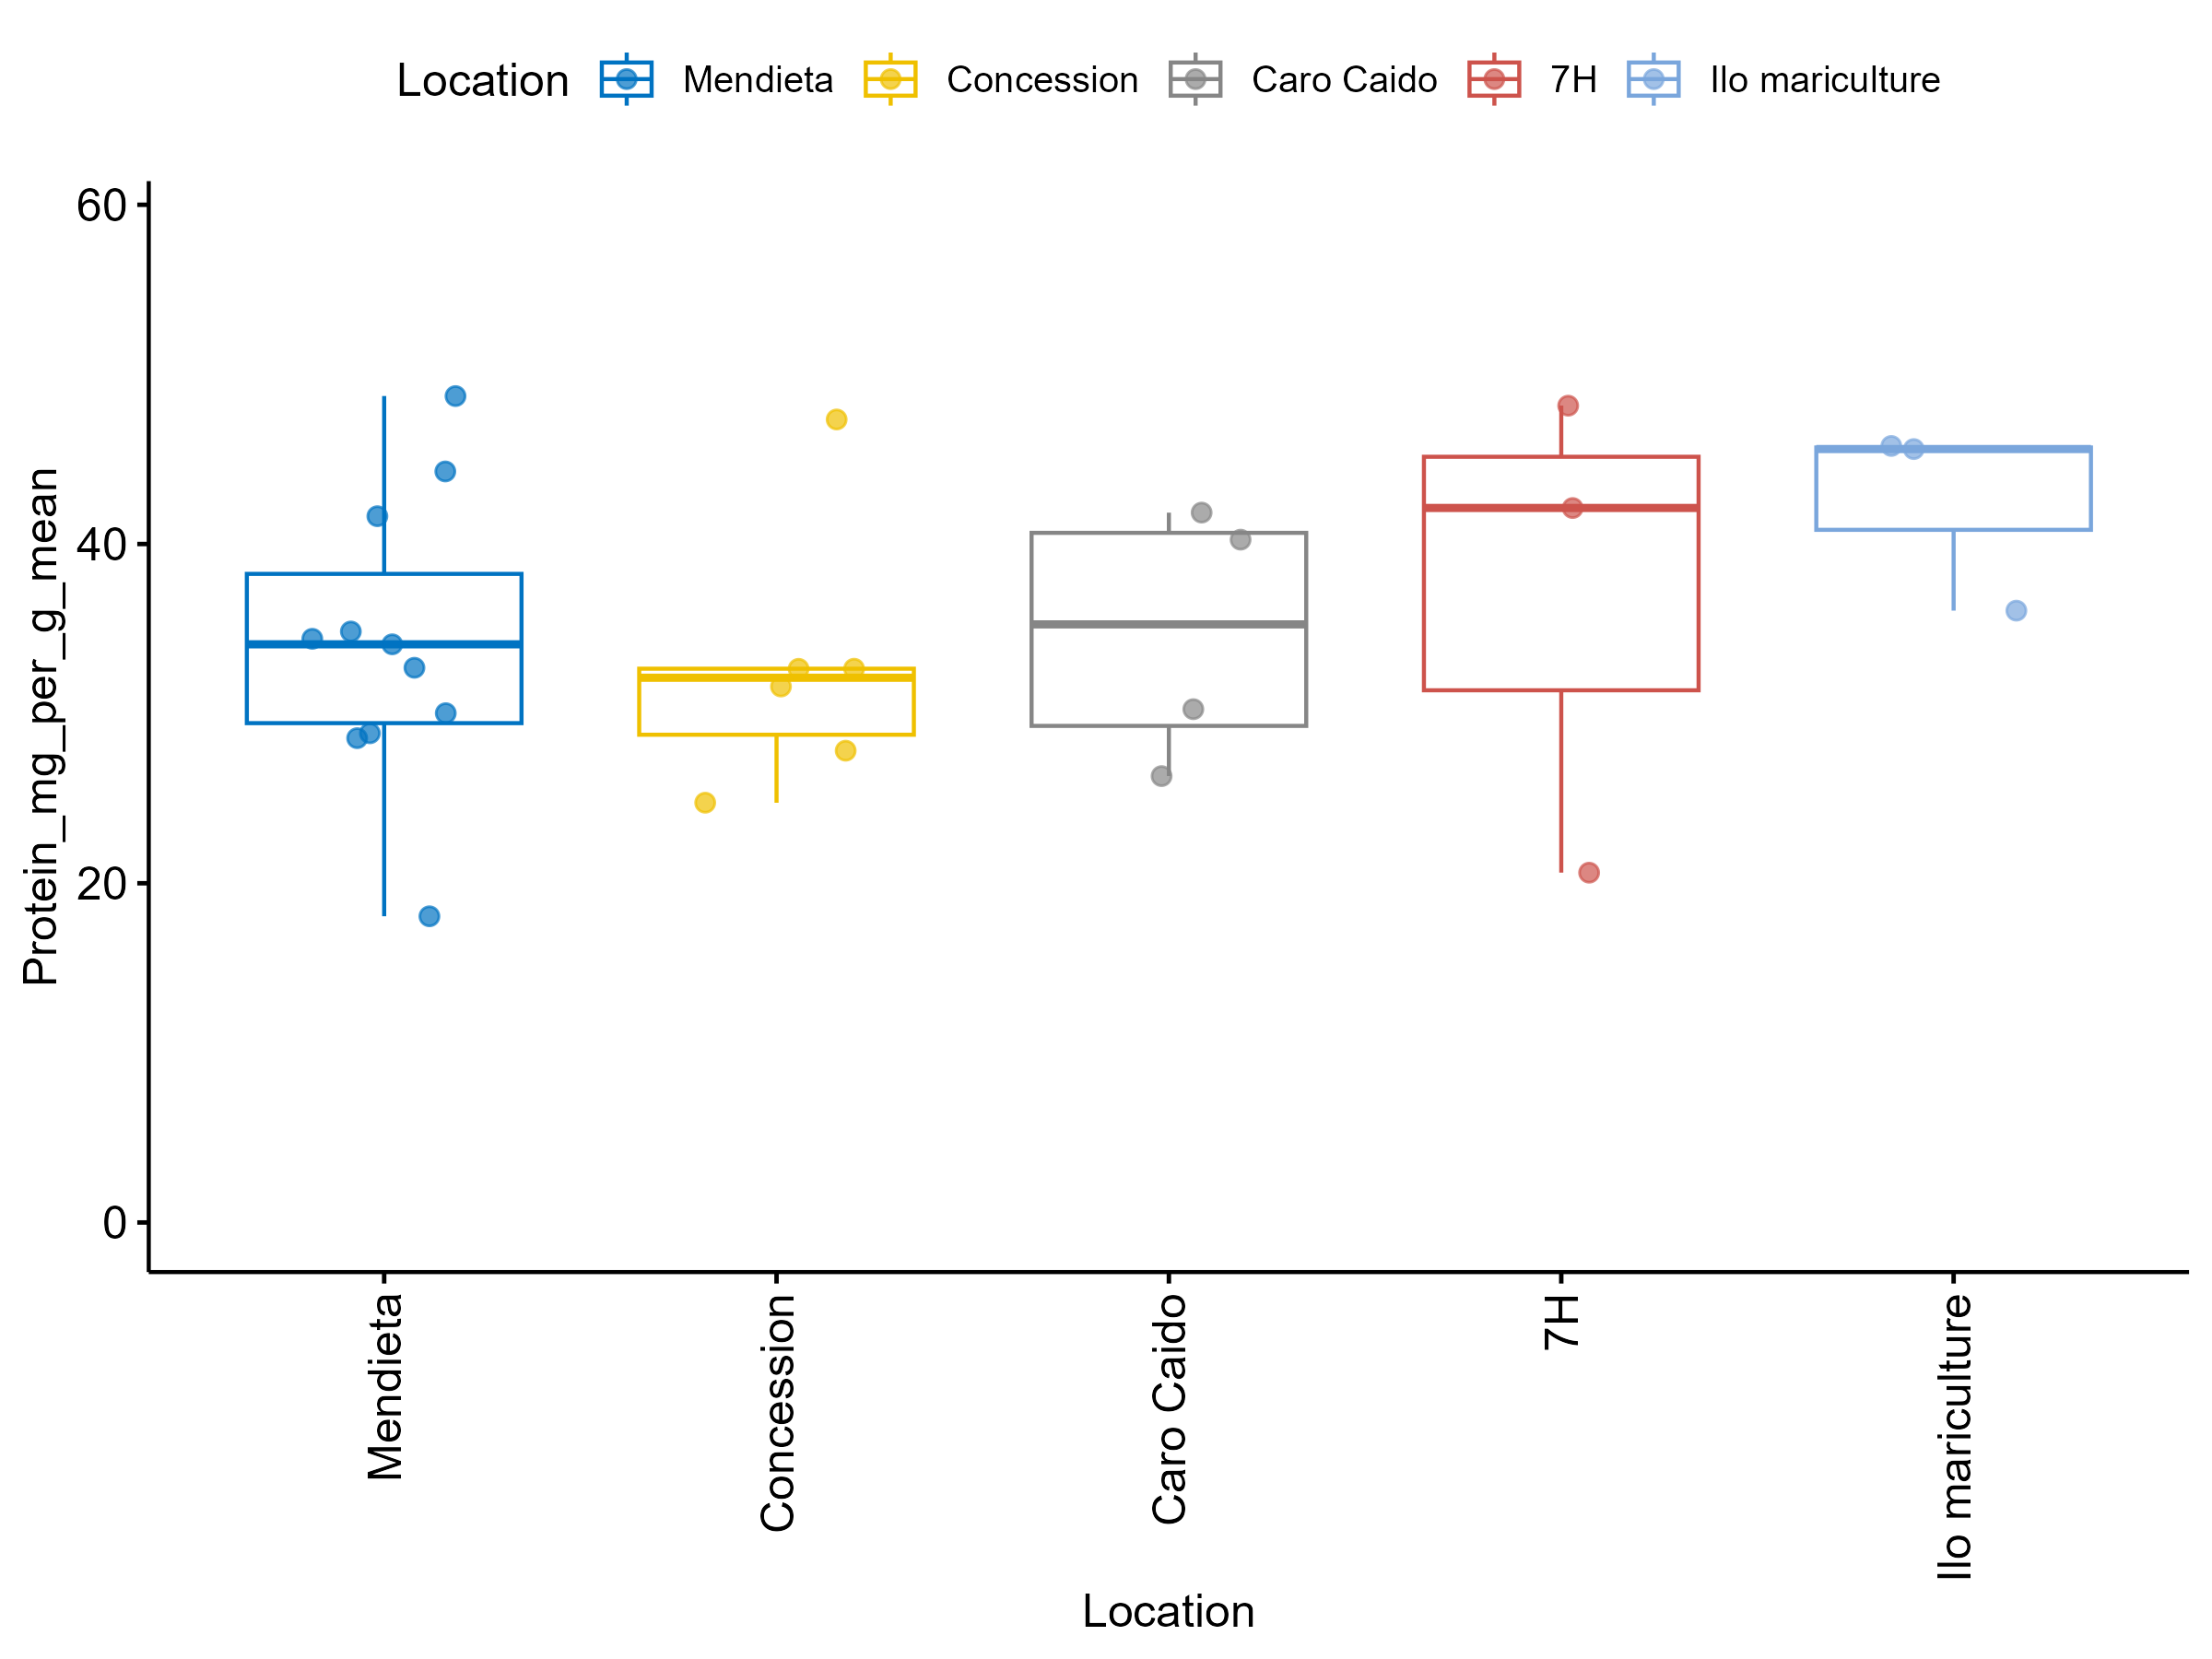 Location Mendieta Concession Caro Caido 7H Ilo mariculture
Protein_mg_per_g_mean
60
40
20
0
Mendieta
Concession
Caro Caido
7H
Ilo mariculture
Location